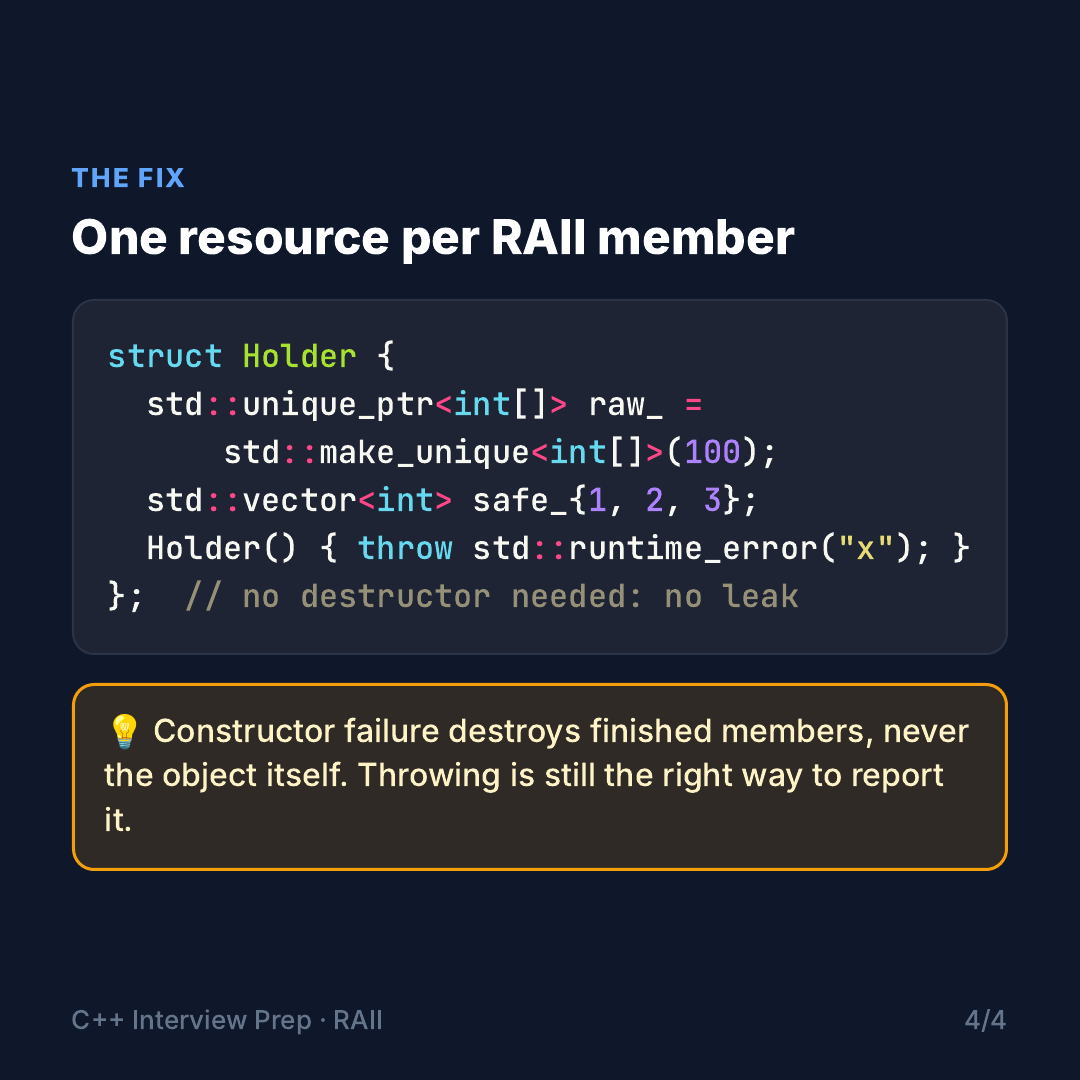 THE FIX
One resource per RAII member
struct Holder {
  std::unique_ptr<int[]> raw_ =
      std::make_unique<int[]>(100);
  std::vector<int> safe_{1, 2, 3};
  Holder() { throw std::runtime_error("x"); }
};  // no destructor needed: no leak
💡 Constructor failure destroys finished members, never
the object itself. Throwing is still the right way to report
it.
C++ Interview Prep · RAII
4/4